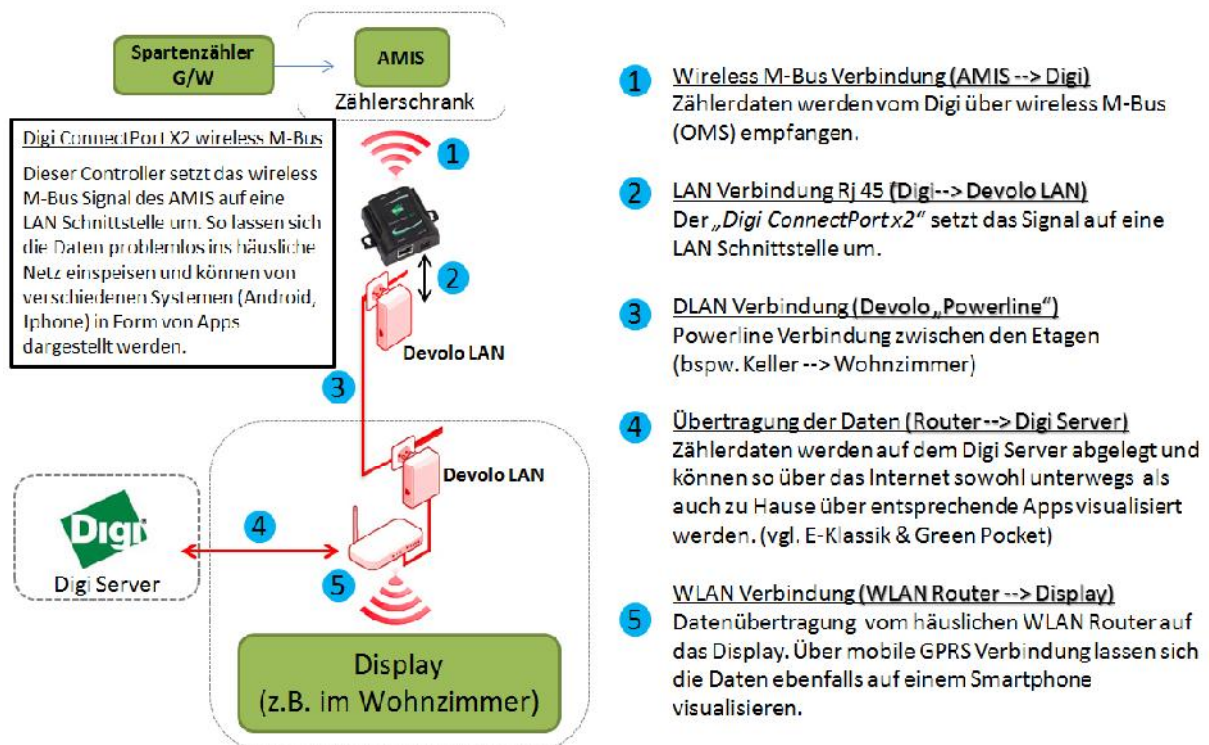 Spartenzähler
G/W
AMIS
Zählerschrank
Digi ConnectPort X2 wireless M-Bus
Dieser Controller setzt das wireless
M-Bus Signal des AMIS auf eine
LAN Schnittstelle um. So lassen sich
die Daten problemlos ins häusliche
Netz einspeisen und können von
verschiedenen Systemen (Android,
Iphone) in Form von Apps
dargestellt werden.
1
2
Devolo LAN
3
Devolo LAN
Digi
Digi Server
4
5
Display
(z.B. im Wohnzimmer)
1 Wireless M-Bus Verbindung (AMIS --> Digi)
Zählerdaten werden vom Digi über wireless M-Bus
(OMS) empfangen.
2 LAN Verbindung Rj 45 (Digi--> Devolo LAN)
Der „Digi ConnectPort x2“ setzt das Signal auf eine
LAN Schnittstelle um.
3 DLAN Verbindung (Devolo „Powerline“)
Powerline Verbindung zwischen den Etagen
(bspw. Keller --> Wohnzimmer)
4 Übertragung der Daten (Router--> Digi Server)
Zählerdaten werden auf dem Digi Server abgelegt und
können so über das Internet sowohl unterwegs als
auch zu Hause über entsprechende Apps visualisiert
werden. (vgl. E-Klassik & Green Pocket)
5 WLAN Verbindung (WLAN Router --> Display)
Datenübertragung vom häuslichen WLAN Router auf
das Display. Über mobile GPRS Verbindung lassen sich
die Daten ebenfalls auf einem Smartphone
visualisieren.